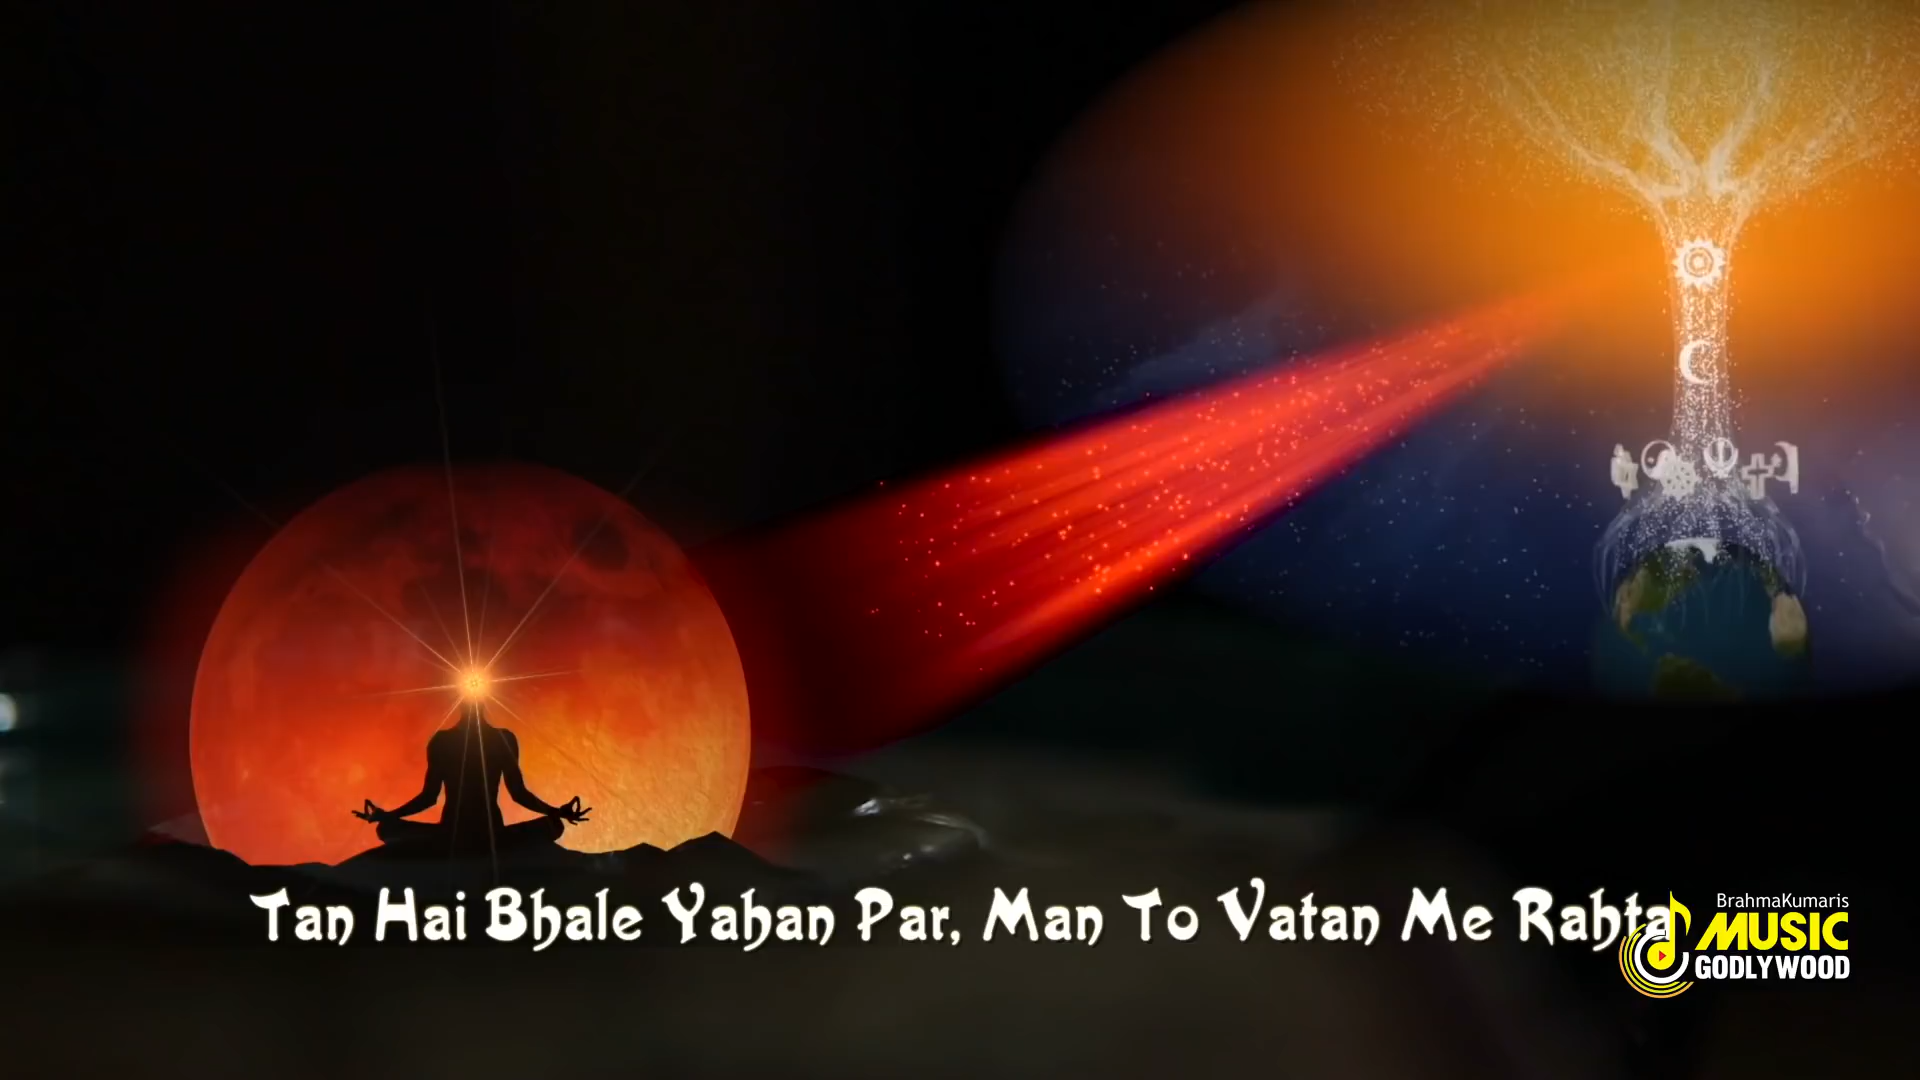 Tan Hai Bhale Yahan Par, Man To Vatan Me Rahta
BrahmaKumaris
MUSIC
GODLYWOOD